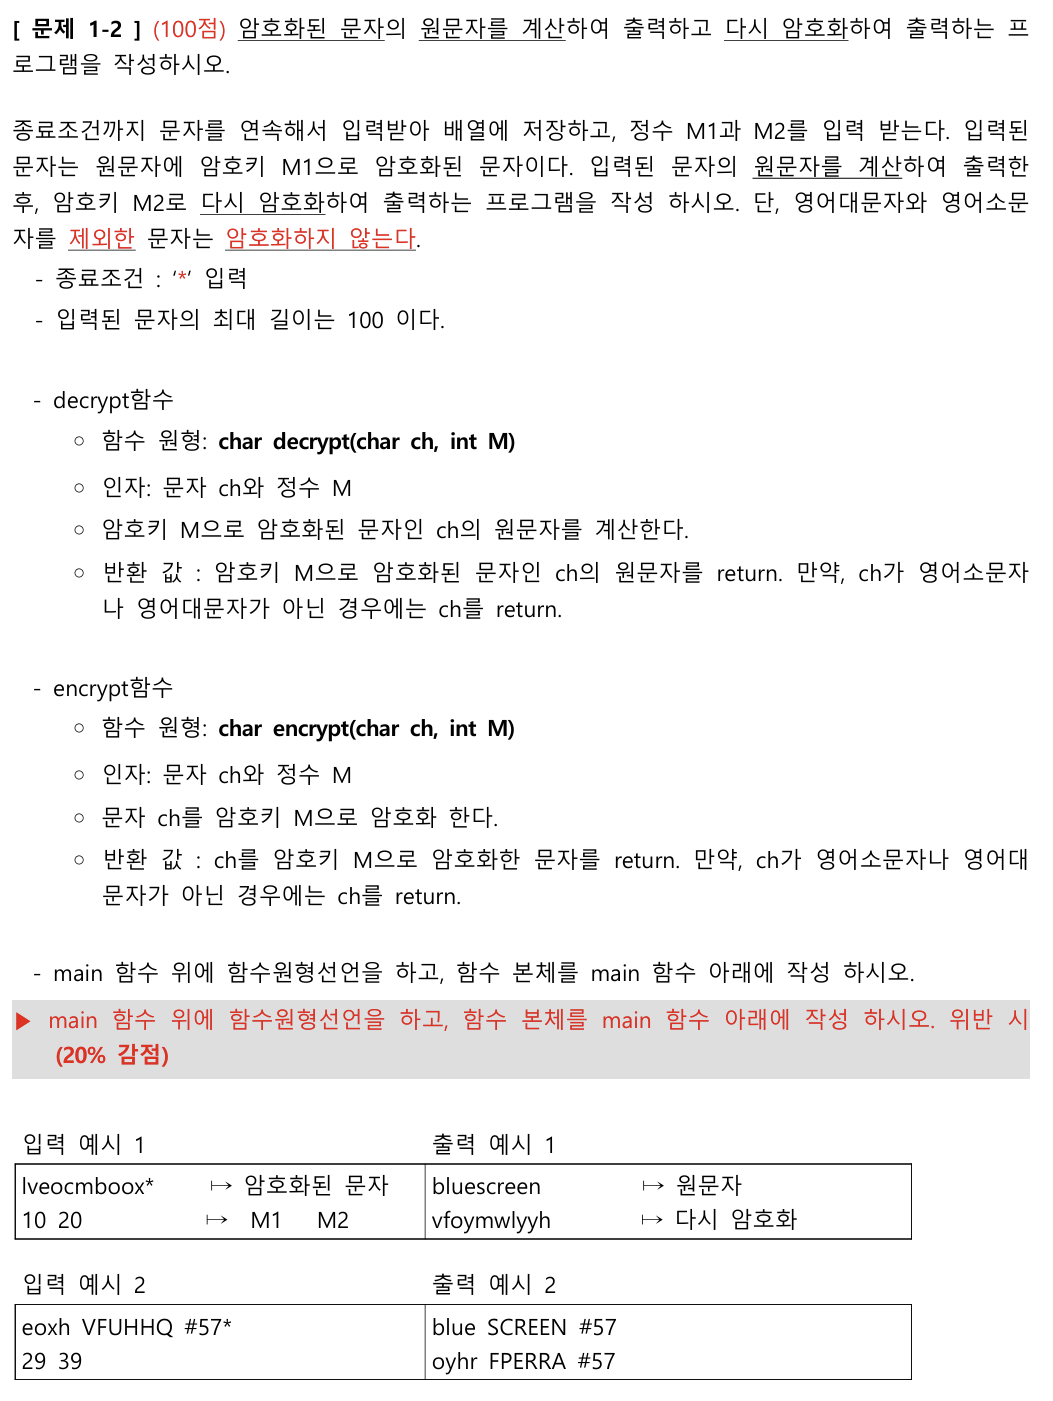 [ 문제 1-2 ] (100점) 암호화된 문자의 원문자를 계산하여 출력하고 다시 암호화하여 출력하는 프
로그램을 작성하시오.
종료조건까지 문자를 연속해서 입력받아 배열에 저장하고, 정수 M1과 M2를 입력 받는다. 입력된
문자는 원문자에 암호키 M1으로 암호화된 문자이다. 입력된 문자의 원문자를 계산하여 출력한
후, 암호키 M2로 다시 암호화하여 출력하는 프로그램을 작성 하시오. 단, 영어대문자와 영어소문
자를 제외한 문자는 암호화하지 않는다.
- 종료조건 : ‘*’ 입력
- 입력된 문자의 최대 길이는 100 이다.
- decrypt함수
○ 함수 원형: char decrypt(char ch, int M)
○ 인자: 문자 ch와 정수 M
○ 암호키 M으로 암호화된 문자인 ch의 원문자를 계산한다.
○ 반환 값 : 암호키 M으로 암호화된 문자인 ch의 원문자를 return. 만약, ch가 영어소문자
나 영어대문자가 아닌 경우에는 ch를 return.
- encrypt함수
○ 함수 원형: char encrypt(char ch, int M)
○ 인자: 문자 ch와 정수 M
○ 문자 ch를 암호키 M으로 암호화 한다.
○ 반환 값 : ch를 암호키 M으로 암호화한 문자를 return. 만약, ch가 영어소문자나 영어대
문자가 아닌 경우에는 ch를 return.
- main 함수 위에 함수원형선언을 하고, 함수 본체를 main 함수 아래에 작성 하시오.
▶ main 함수 위에 함수원형선언을 하고, 함수 본체를 main 함수 아래에 작성 하시오. 위반 시
(20% 감점)
입력 예시 1 출력 예시 1
lveocmboox* ↦ 암호화된 문자 bluescreen ↦ 원문자
10 20 ↦ M1 M2 vfoymwlyyh ↦ 다시 암호화
입력 예시 2 출력 예시 2
eoxh VFUHHQ #57* blue SCREEN #57
29 39 oyhr FPERRA #57